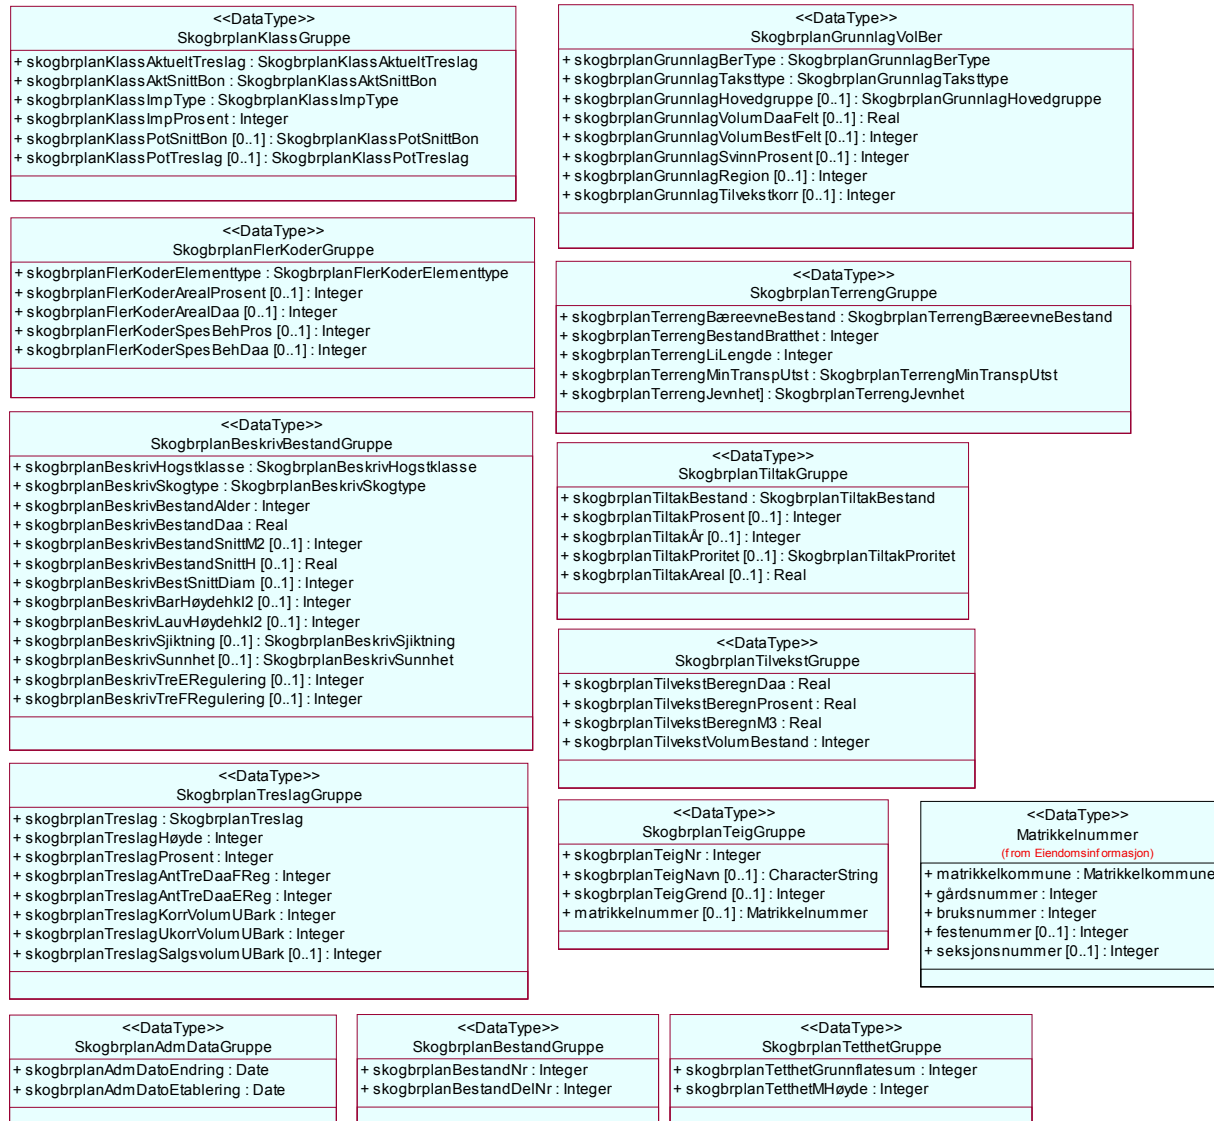 <<DataType>>
SkogbrplanKlassGruppe
+ skogbrplanKlassAktueltTreslag : SkogbrplanKlassAktueltTreslag
+ skogbrplanKlassAktSnittBon : SkogbrplanKlassAktSnittBon
+ skogbrplanKlassImpType : SkogbrplanKlassImpType
+ skogbrplanKlassImpProsent : Integer
+ skogbrplanKlassPotSnittBon [0..1] : SkogbrplanKlassPotSnittBon
+ skogbrplanKlassPotTreslag [0..1] : SkogbrplanKlassPotTreslag
<<DataType>>
SkogbrplanGrunnlagVolBer
+ skogbrplanGrunnlagBerType : SkogbrplanGrunnlagBerType
+ skogbrplanGrunnlagTaksttype : SkogbrplanGrunnlagTaksttype
+ skogbrplanGrunnlagHovedgruppe [0..1] : SkogbrplanGrunnlagHovedgruppe
+ skogbrplanGrunnlagVolumDaaFelt [0..1] : Real
+ skogbrplanGrunnlagVolumBestFelt [0..1] : Integer
+ skogbrplanGrunnlagSvinnProsent [0..1] : Integer
+ skogbrplanGrunnlagRegion [0..1] : Integer
+ skogbrplanGrunnlagTilvekstkorr [0..1] : Integer
<<DataType>>
SkogbrplanFlerKoderGruppe
+ skogbrplanFlerKoderElementtype : SkogbrplanFlerKoderElementtype
+ skogbrplanFlerKoderArealProsent [0..1] : Integer
+ skogbrplanFlerKoderArealDaa [0..1] : Integer
+ skogbrplanFlerKoderSpesBehPros [0..1] : Integer
+ skogbrplanFlerKoderSpesBehDaa [0..1] : Integer
<<DataType>>
SkogbrplanTerrengGruppe
+ skogbrplanTerrengBæreevneBestand : SkogbrplanTerrengBæreevneBestand
+ skogbrplanTerrengBestandBratthet : Integer
+ skogbrplanTerrengLiLengde : Integer
+ skogbrplanTerrengMinTranspUtst : SkogbrplanTerrengMinTranspUtst
+ skogbrplanTerrengJevnhet] : SkogbrplanTerrengJevnhet
<<DataType>>
SkogbrplanBeskrivBestandGruppe
+ skogbrplanBeskrivHogstklasse : SkogbrplanBeskrivHogstklasse
+ skogbrplanBeskrivSkogtype : SkogbrplanBeskrivSkogtype
+ skogbrplanBeskrivBestandAlder : Integer
+ skogbrplanBeskrivBestandDaa : Real
+ skogbrplanBeskrivBestandSnittM2 [0..1] : Integer
+ skogbrplanBeskrivBestandSnittH [0..1] : Real
+ skogbrplanBeskrivBestSnittDiam [0..1] : Integer
+ skogbrplanBeskrivBarHøydehkl2 [0..1] : Integer
+ skogbrplanBeskrivLauvHøydehkl2 [0..1] : Integer
+ skogbrplanBeskrivSjiktning [0..1] : SkogbrplanBeskrivSjiktning
+ skogbrplanBeskrivSunnhet [0..1] : SkogbrplanBeskrivSunnhet
+ skogbrplanBeskrivTreERegulering [0..1] : Integer
+ skogbrplanBeskrivTreFRegulering [0..1] : Integer
<<DataType>>
SkogbrplanTiltakGruppe
+ skogbrplanTiltakBestand : SkogbrplanTiltakBestand
+ skogbrplanTiltakProsent [0..1] : Integer
+ skogbrplanTiltakÅr [0..1] : Integer
+ skogbrplanTiltakProritet [0..1] : SkogbrplanTiltakProritet
+ skogbrplanTiltakAreal [0..1] : Real
<<DataType>>
SkogbrplanTilvekstGruppe
+ skogbrplanTilvekstBeregnDaa : Real
+ skogbrplanTilvekstBeregnProsent : Real
+ skogbrplanTilvekstBeregnM3 : Real
+ skogbrplanTilvekstVolumBestand : Integer
<<DataType>>
SkogbrplanTreslagGruppe
+ skogbrplanTreslag : SkogbrplanTreslag
+ skogbrplanTreslagHøyde : Integer
+ skogbrplanTreslagProsent : Integer
+ skogbrplanTreslagAntTreDaaFReg : Integer
+ skogbrplanTreslagAntTreDaaEReg : Integer
+ skogbrplanTreslagKorrVolumUBark : Integer
+ skogbrplanTreslagUkorrVolumUBark : Integer
+ skogbrplanTreslagSalgsvolumUBark [0..1] : Integer
<<DataType>>
SkogbrplanTeigGruppe
+ skogbrplanTeigNr : Integer
+ skogbrplanTeigNavn [0..1] : CharacterString
+ skogbrplanTeigGrend [0..1] : Integer
+ matrikkelnummer [0..1] : Matrikkelnummer
<<DataType>>
Matrikkelnummer
(from Eiendomsinformasjon)
+ matrikkelkommune : Matrikkelkommune
+ gårdsnummer : Integer
+ bruksnummer : Integer
+ festenummer [0..1] : Integer
+ seksjonsnummer [0..1] : Integer
<<DataType>>
SkogbrplanAdmDataGruppe
+ skogbrplanAdmDatoEndring : Date
+ skogbrplanAdmDatoEtablering : Date
<<DataType>>
SkogbrplanBestandGruppe
+ skogbrplanBestandNr : Integer
+ skogbrplanBestandDelNr : Integer
<<DataType>>
SkogbrplanTetthetGruppe
+ skogbrplanTetthetGrunnflatesum : Integer
+ skogbrplanTetthetMHøyde : Integer